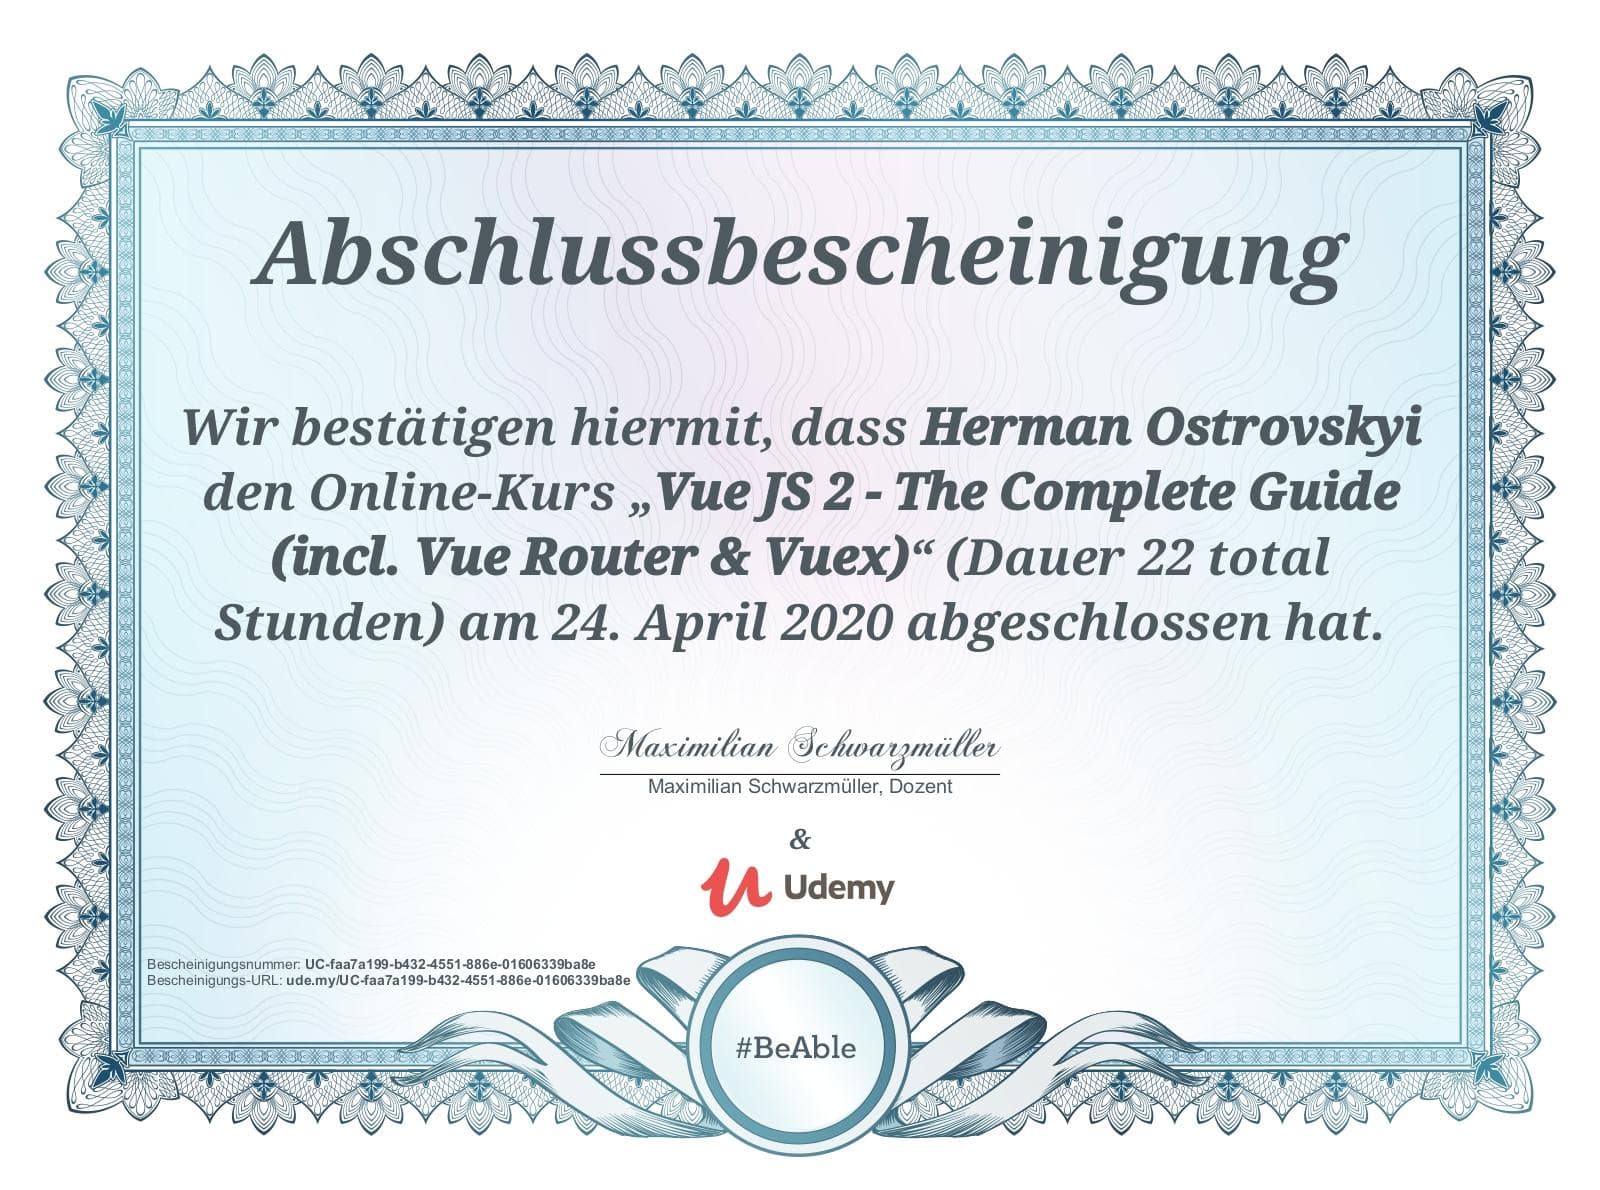 Abschlussbescheinigung
Wir bestätigen hiermit, dass Herman Ostrovskyi
den Online-Kurs „Vue JS 2 - The Complete Guide
(incl. Vue Router & Vuex)“ (Dauer 22 total
Stunden) am 24. April 2020 abgeschlossen hat.
Maximilian Schwarzmüller
Maximilian Schwarzmüller, Dozent
&
Udemy
Bescheinigungsnummer: UC-faa7a199-b432-4551-886e-01606339ba8e
Bescheinigungs-URL: ude.my/UC-faa7a199-b432-4551-886e-01606339ba8e
#BeAble